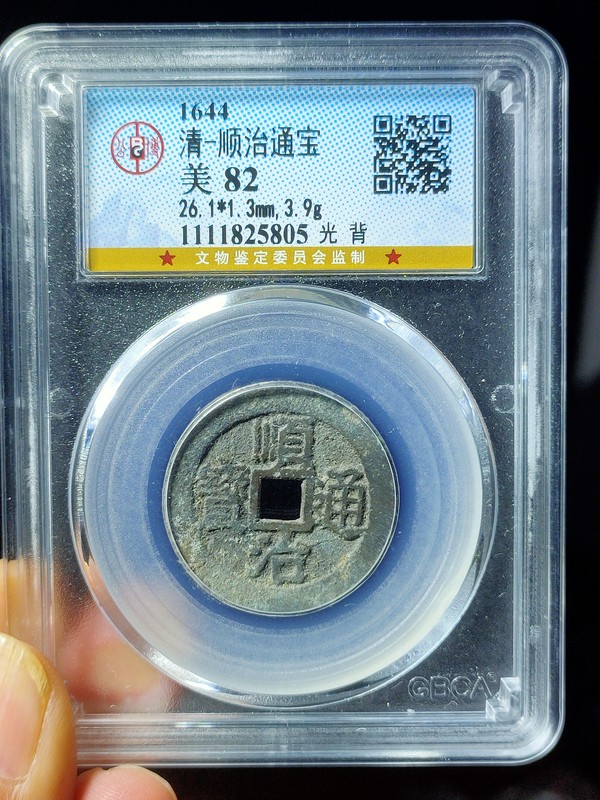 1644
清-顺治通宝
美 82
26.1*1.3mm,3.9g
1111825805 光 背
★ 文物鉴定委员会监制 ★
順治通寳
GBCA